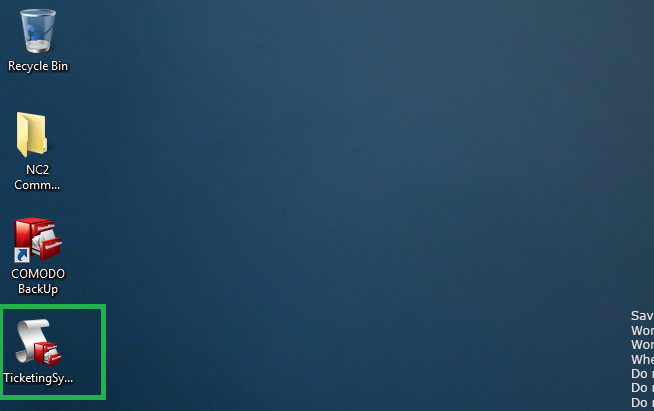 Recycle Bin
NC2
Comm...
COMODO
BackUp
TicketingSy...
Sav
Wor
Wor
Whe
Do
Do
Do